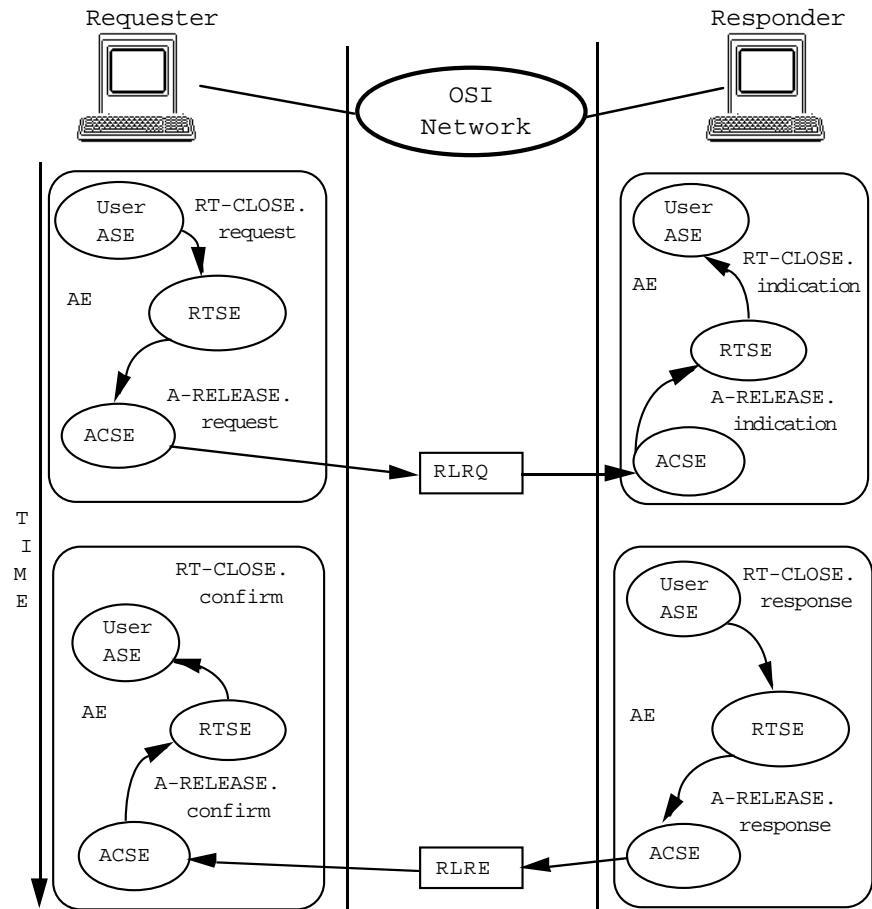 Requester
Responder
OSI
Network
User
ASE
RT-CLOSE.
request
AE
RTSE
A-RELEASE.
request
ACSE
RLRQ
User
ASE
RT-CLOSE.
indication
AE
RTSE
A-RELEASE.
indication
ACSE
T
I
M
E
RT-CLOSE.
confirm
User
ASE
AE
RTSE
A-RELEASE.
confirm
ACSE
RLRE
User
ASE
RT-CLOSE.
response
AE
RTSE
A-RELEASE.
response
ACSE